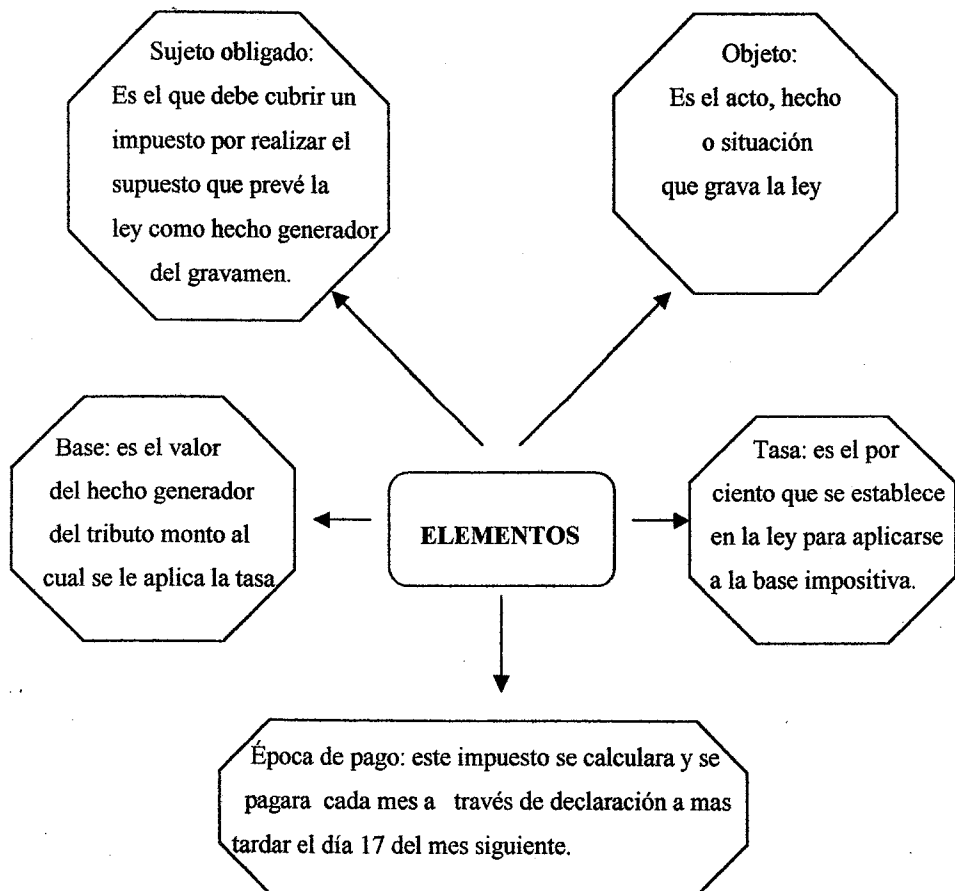 Sujeto obligado:
Es el que debe cubrir un
impuesto por realizar el
supuesto que prevé la
ley como hecho generador
del gravamen.
Objeto:
Es el acto, hecho
o situación
que grava la ley
Base: es el valor
del hecho generador
del tributo monto al
cual se le aplica la tasa
ELEMENTOS
Tasa: es el por
ciento que se establece
en la ley para aplicarse
a la base impositiva.
Época de pago: este impuesto se calculara y se
pagara cada mes a través de declaración a mas
tardar el día 17 del mes siguiente.